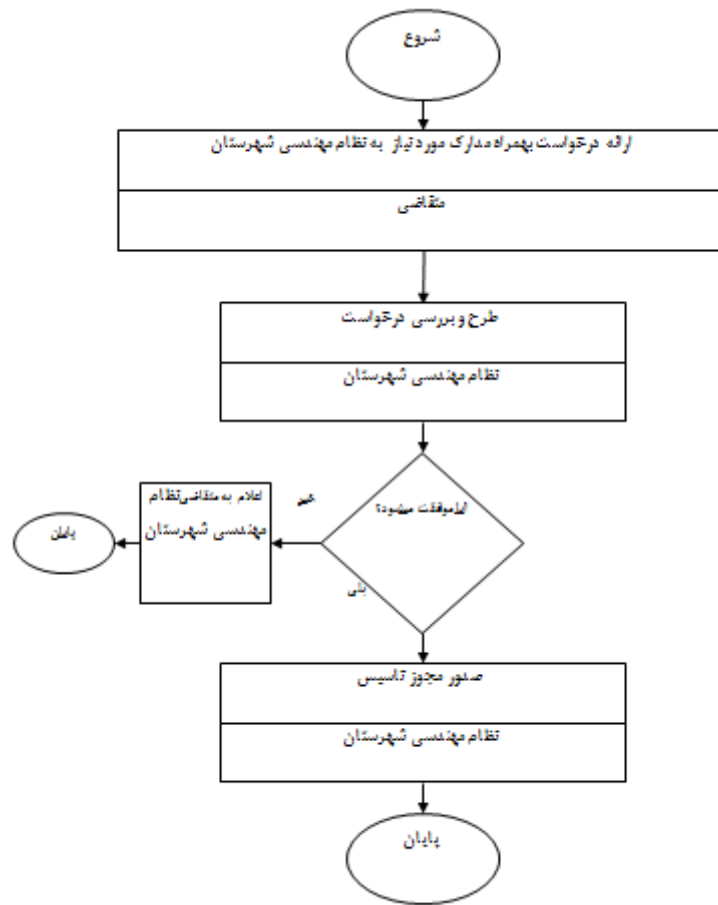 شروع
ارائه درخواست بهمراه مدارک مورد نیاز به نظام مهندسی شهرستان
متقاضی
طرح و بررسی درخواست
نظام مهندسی شهرستان
ایا موافقت میشود؟
خیر
اعلام به متقاضی نظام
مهندسی شهرستان
پایان
بلی
صدور مجوز تاسیس
نظام مهندسی شهرستان
پایان